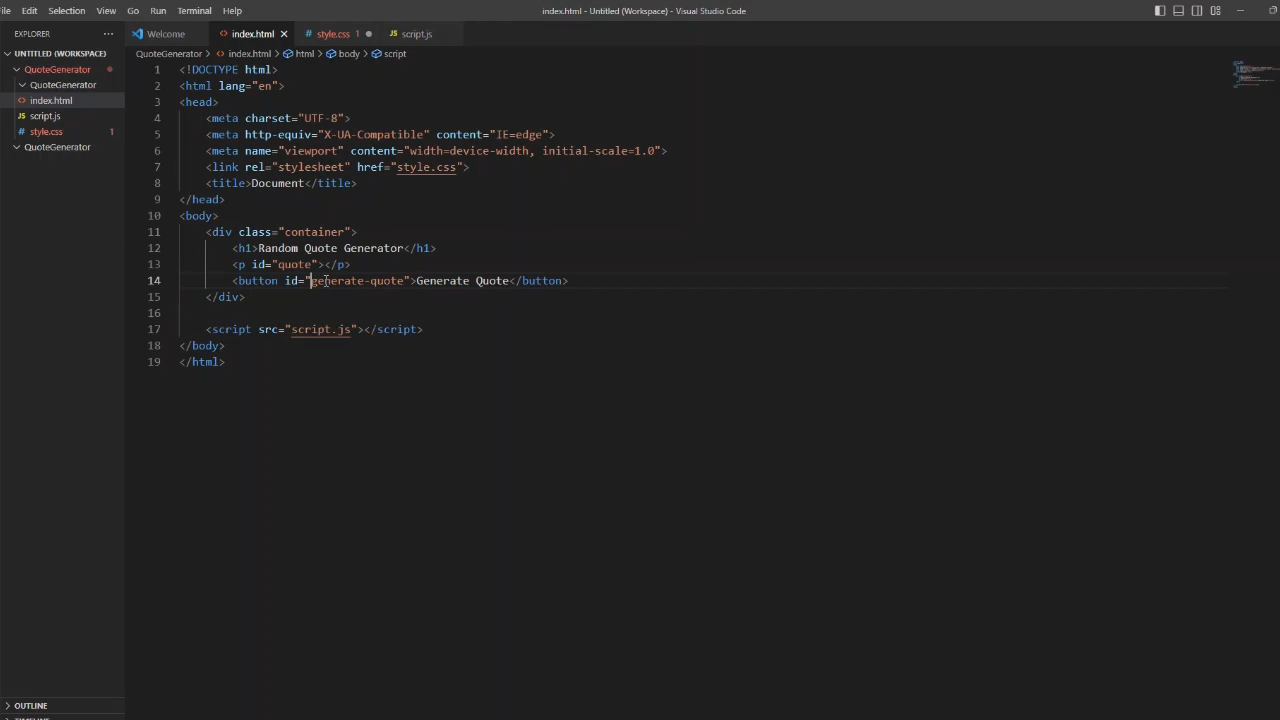 ile Edit Selection View Go Run Terminal Help
index.html - Untitled (Workspace) - Visual Studio Code
EXPLORER
UNTITLED (WORKSPACE)
QuoteGenerator
QuoteGenerator
index.html
script.js
style.css 1
QuoteGenerator
OUTLINE
Welcome
index.html
style.css 1
script.js
QuoteGenerator > index.html > html > body > script
1 <!DOCTYPE html>
2 <html lang="en">
3 <head>
4 <meta charset="UTF-8">
5 <meta http-equiv="X-UA-Compatible" content="IE=edge">
6 <meta name="viewport" content="width=device-width, initial-scale=1.0">
7 <link rel="stylesheet" href="style.css">
8 <title>Document</title>
9 </head>
10 <body>
11 <div class="container">
12 <h1>Random Quote Generator</h1>
13 <p id="quote"></p>
14 <button id="generate-quote">Generate Quote</button>
15 </div>
16
17 <script src="script.js"></script>
18 </body>
19 </html>